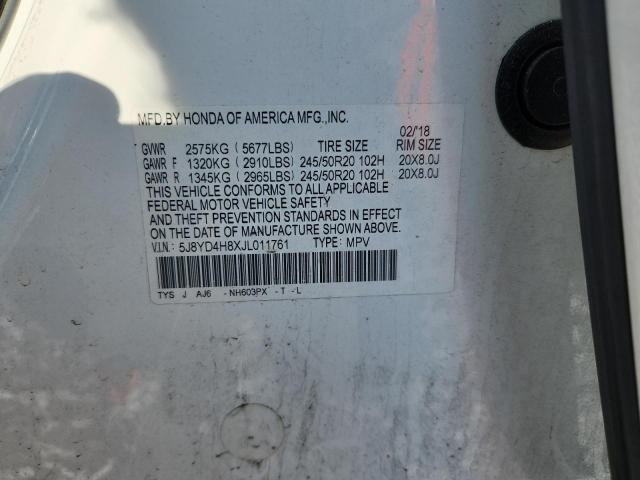 MFD.BY HONDA OF AMERICA MFG.,INC.
02/'18
GVWR 2575KG ( 5677LBS) TIRE SIZE RIM SIZE
GAWR F 1320KG ( 2910LBS) 245/50R20 102H 20X8.0J
GAWR R 1345KG ( 2965LBS) 245/50R20 102H 20X8.0J
THIS VEHICLE CONFORMS TO ALL APPLICABLE
FEDERAL MOTOR VEHICLE SAFETY
AND THEFT PREVENTION STANDARDS IN EFFECT ON
THE DATE OF MANUFACTURE SHOWN ABOVE.
V.I.N.: 5J8YD4H8XJL011761 TYPE: MPV
TYS J AJ6 -NH603PX -T -L